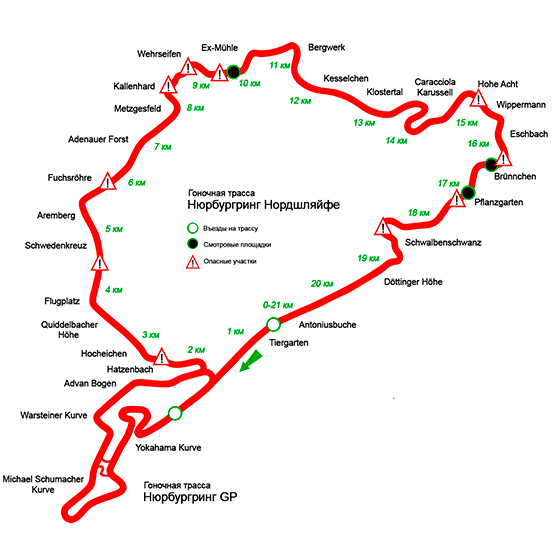 Ex-Mühle
Bergwerk
Wehrseifen
11 км
9 км
10 км
Kesselchen
Caracciola
Karussell
Hohe Acht
Kallenhard
Klostertal
Wippermann
Metzgesfeld
8 км
12 км
13 км
15 км
14 км
Eschbach
Adenauer Forst
7 км
16 км
Brünnchen
Fuchsröhre
6 км
17 км
Гоночная трасса
Нюрбургринг Нордшляйфе
Pflanzgarten
Aremberg
18 км
5 км
Въезды на трассу
Смотровые площадки
Опасные участки
Schwedenkreuz
Schwalbenschwanz
19 км
4 км
20 км
Döttinger Höhe
Flugplatz
0-21 км
Quiddelbacher
Höhe
3 км
1 км
Antoniusbuche
Tiergarten
Hocheichen
2 км
Hatzenbach
Advan Bogen
Warsteiner Kurve
Yokahama Kurve
Michael Schumacher
Kurve
Гоночная трасса
Нюрбургринг GP